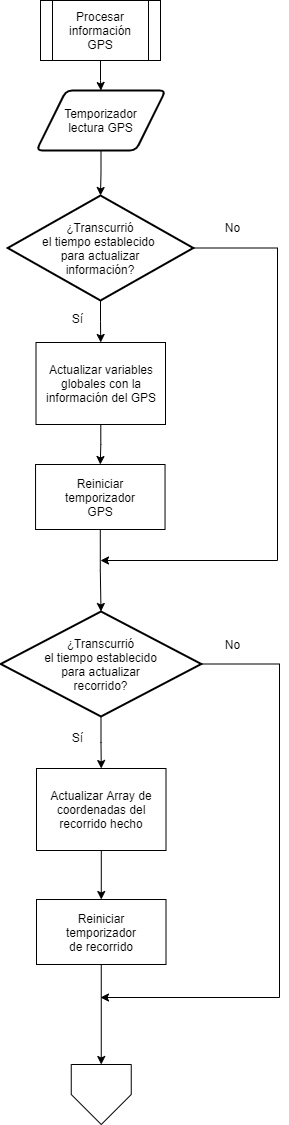 Procesar
información
GPS
Temporizador
lectura GPS
¿Transcurrió
el tiempo establecido
para actualizar
información?
No
Sí
Actualizar variables
globales con la
información del GPS
Reiniciar
temporizador
GPS
¿Transcurrió
el tiempo establecido
para actualizar
recorrido?
No
Sí
Actualizar Array de
coordenadas del
recorrido hecho
Reiniciar
temporizador
de recorrido